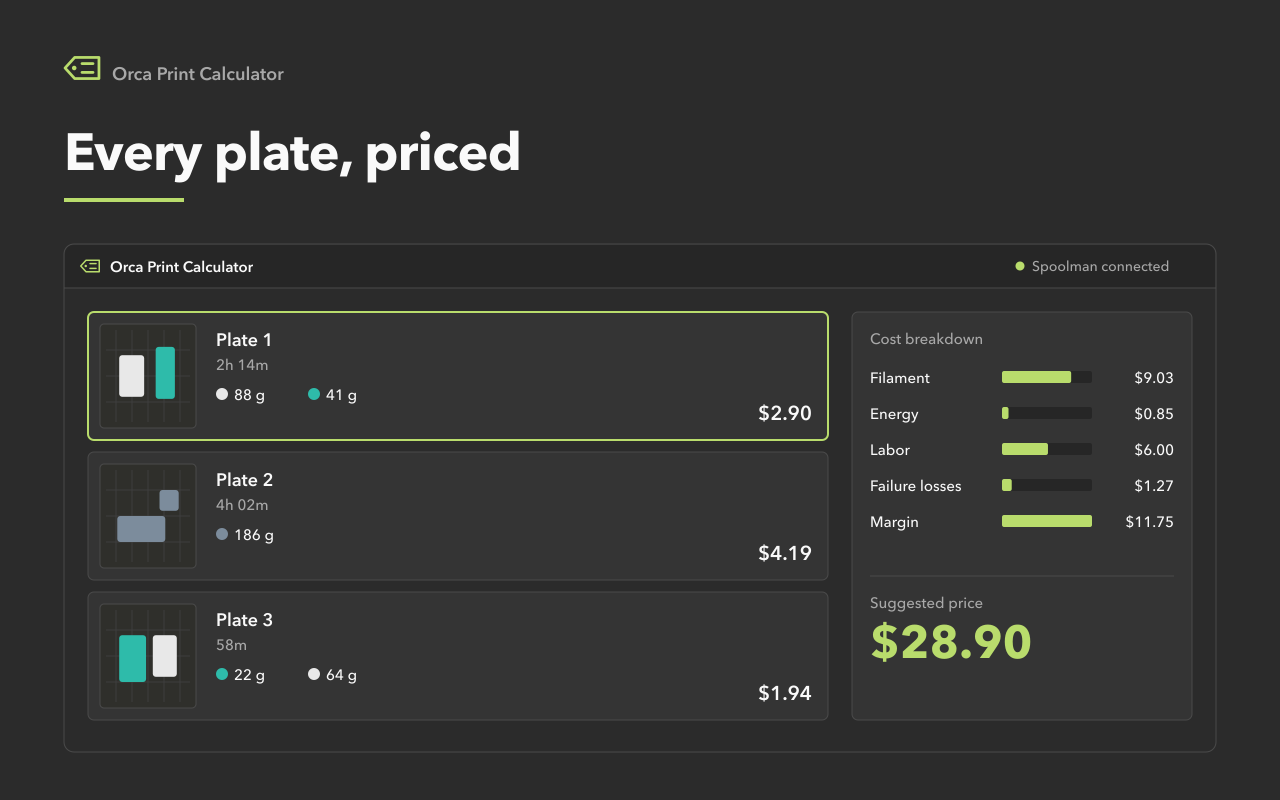 Orca Print Calculator
Every plate, priced
Orca Print Calculator
Spoolman connected
Plate 1
2h 14m
88 g 41 g
$2.90
Plate 2
4h 02m
186 g
$4.19
Plate 3
58m
22 g 64 g
$1.94
Cost breakdown
Filament $9.03
Energy $0.85
Labor $6.00
Failure losses $1.27
Margin $11.75
Suggested price
$28.90